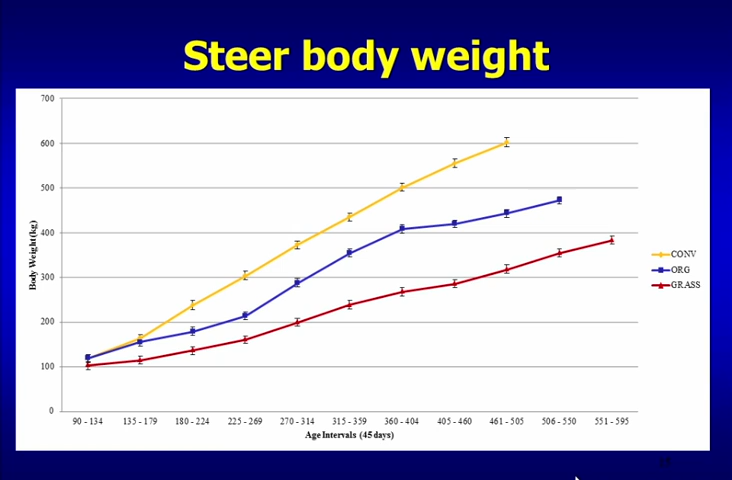 Steer body weight
700
600
500
400
300
200
100
0
Body Weight (kg)
90 - 134 135 - 179 180 - 224 225 - 269 270 - 314 315 - 359 360 - 404 405 - 460 461 - 505 506 - 550 551 - 595
Age Intervals (45 days)
CONV
ORG
GRASS